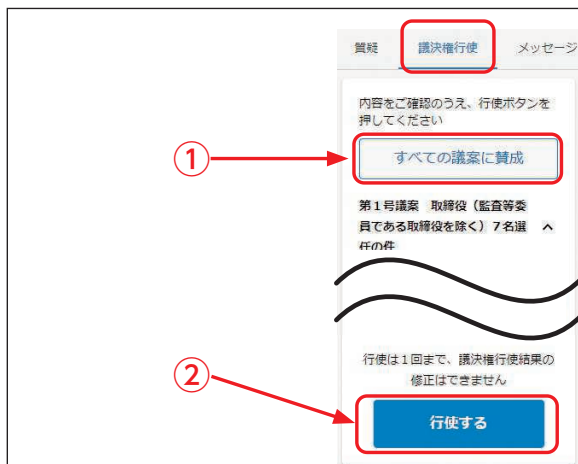 質疑 議決権行使 メッセージ
内容をご確認のうえ、行使ボタンを
押してください
① すべての議案に賛成
第1号議案 取締役（監査等委
員である取締役を除く）7名選
任の件
行使は1回まで、議決権行使結果の
修正はできません
② 行使する